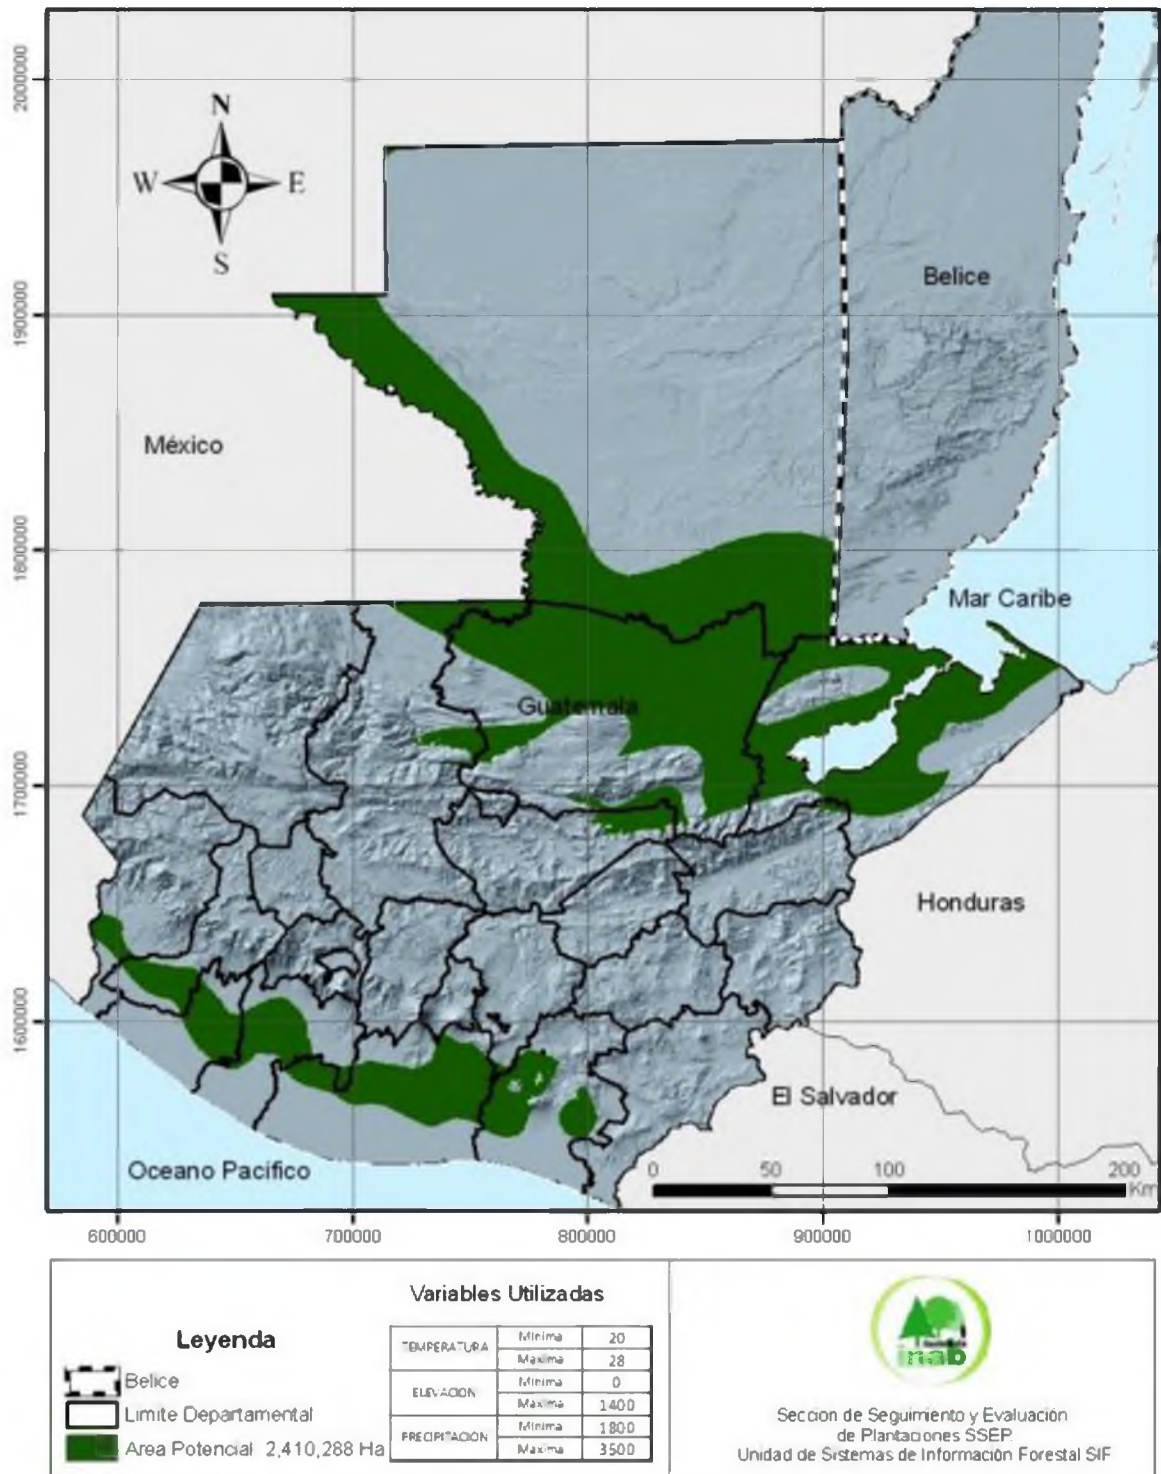 N
W E
S
2000000
1900000
1800000
1700000
1600000
Belice
México
Mar Caribe
Guatemala
Honduras
El Salvador
Oceano Pacífico
0 50 100 200
Km
600000 700000 800000 900000 1000000
Variables Utilizadas
Leyenda
Belice
Limite Departamental
Area Potencial 2,410,288 Ha
TEMPERATURA Minima 20
Maxima 28
ELEVACION Minima 0
Maxima 1400
PRECIPITACION Minima 1800
Maxima 3500
inab
Seccion de Seguimiento y Evaluación
de Plantaciones SSEP
Unidad de Sistemas de Información Forestal SIF